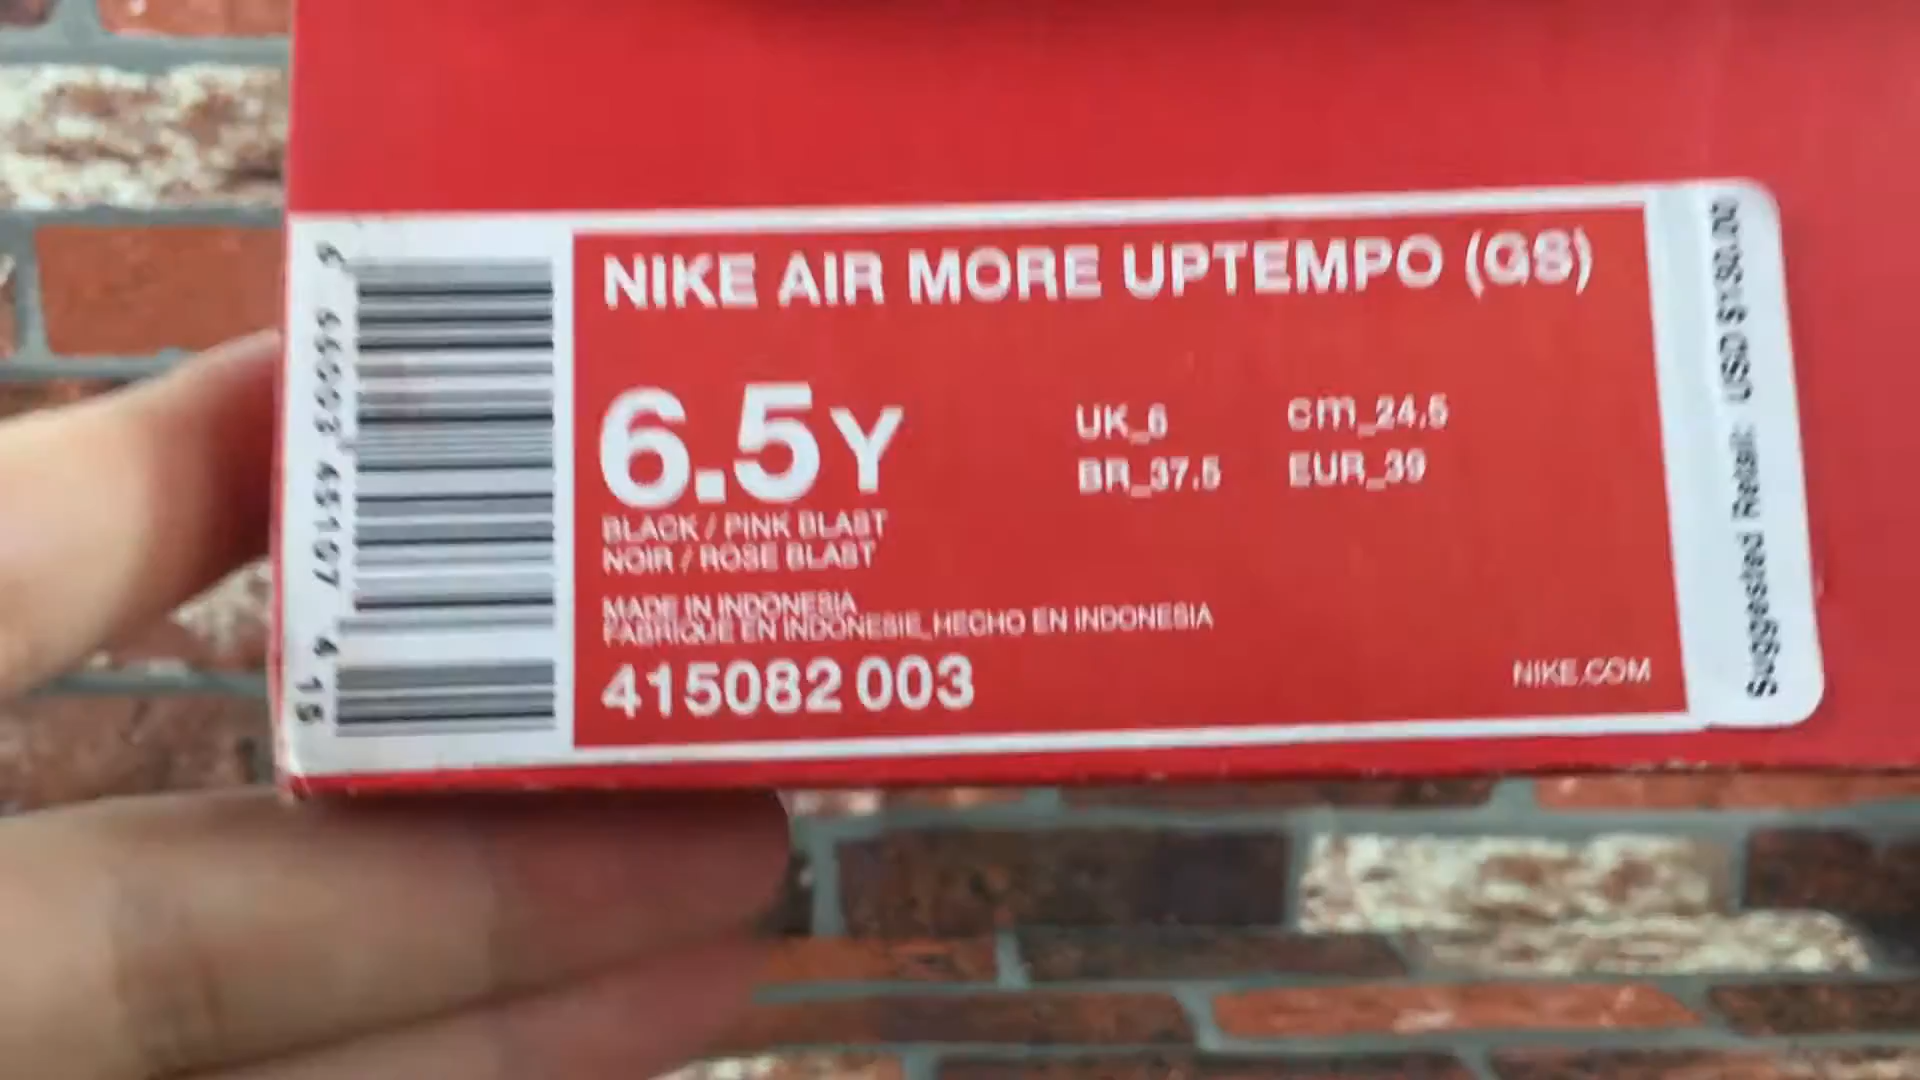 NIKE AIR MORE UPTEMPO (GS)
6.5Y
UK_6
cm_24.5
BR_37.5
EUR_39
BLACK / PINK BLAST
NOIR / ROSE BLAST
MADE IN INDONESIA
FABRIQUE EN INDONESIE, HECHO EN INDONESIA
415082 003
NIKE.COM
Suggested Retail: USD